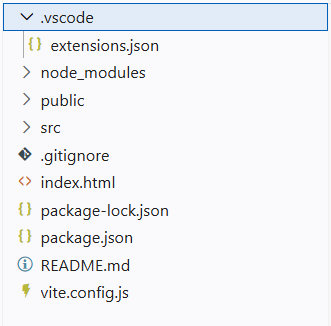 .vscode
extensions.json
node_modules
public
src
.gitignore
index.html
package-lock.json
package.json
README.md
vite.config.js